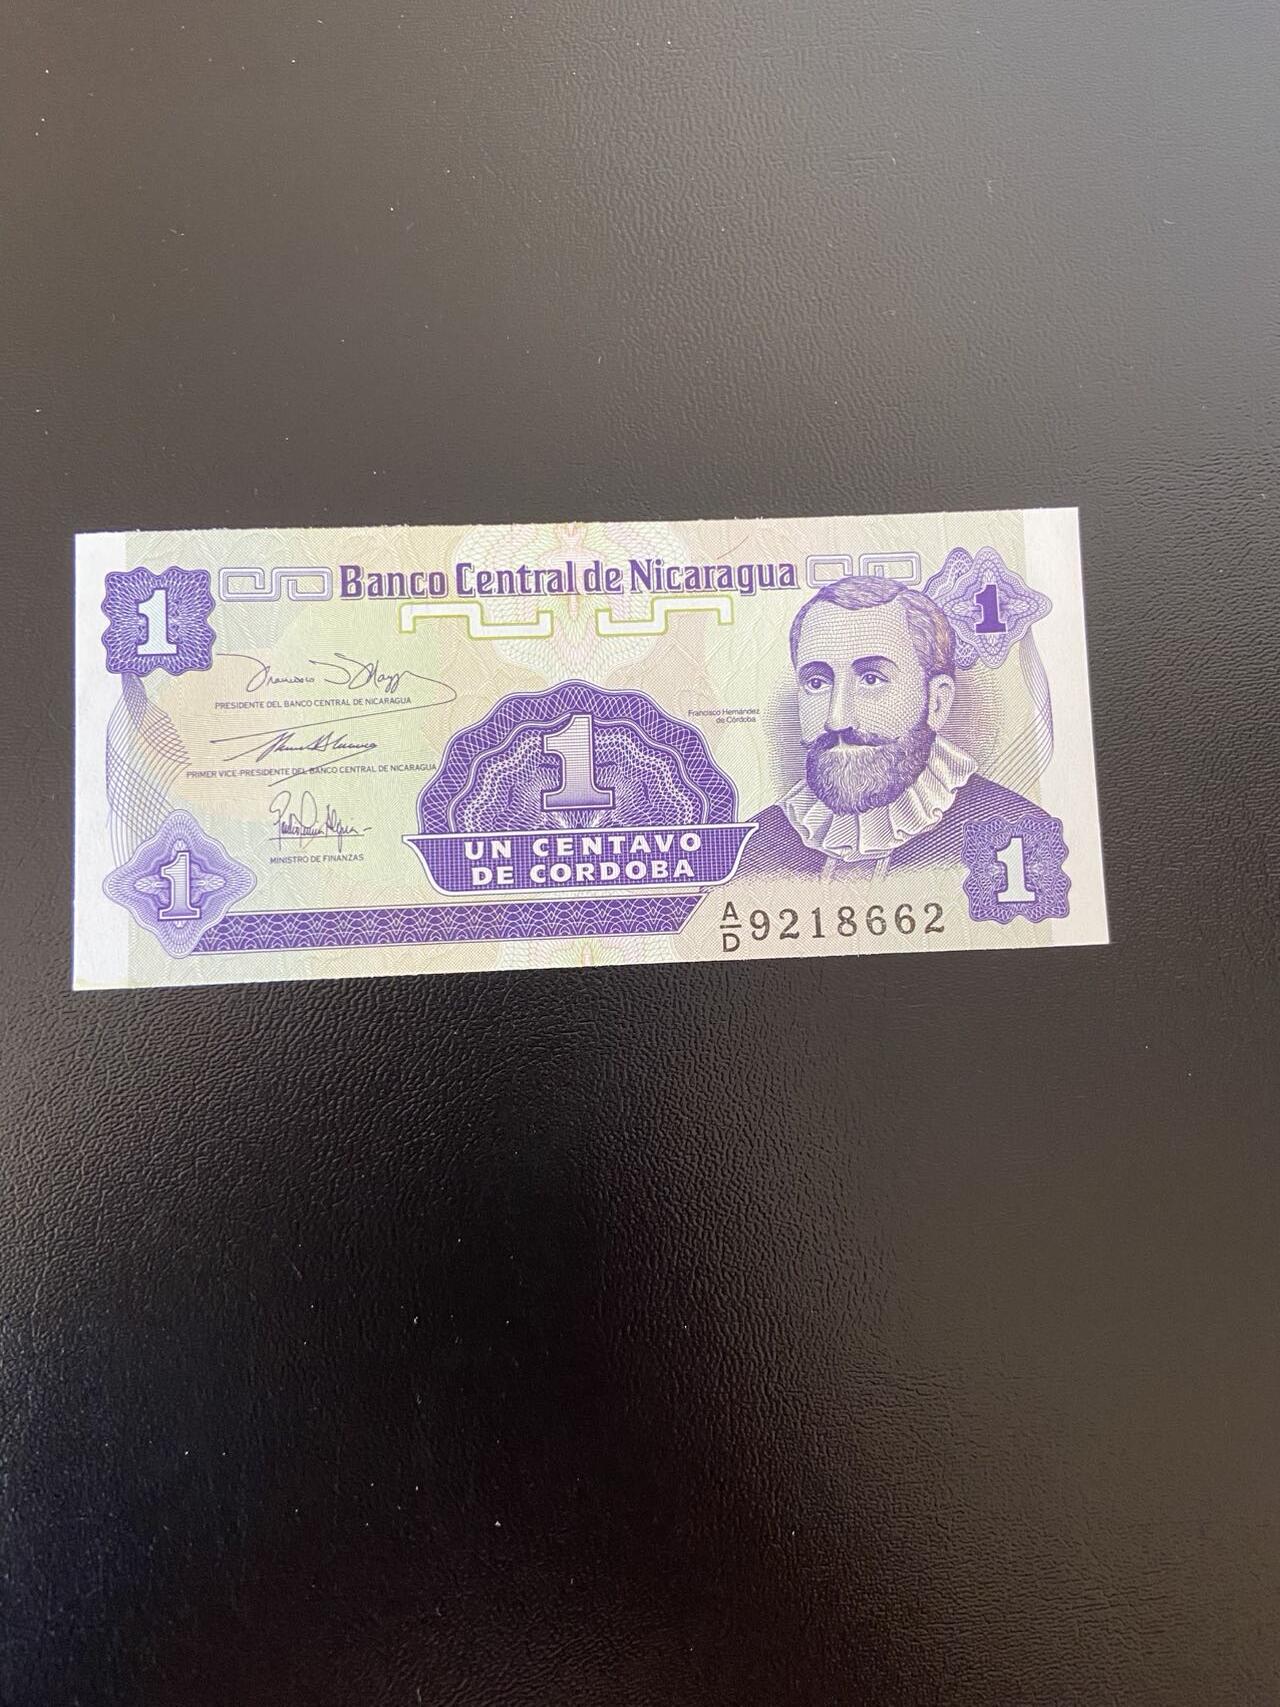 Banco Central de Nicaragua
1
1
PRESIDENTE DEL BANCO CENTRAL DE NICARAGUA
Francisco Hernández
de Córdoba
1
PRIMER VICE-PRESIDENTE DEL BANCO CENTRAL DE NICARAGUA
MINISTRO DE FINANZAS
UN CENTAVO
DE CORDOBA
1
1
A/D 9218662